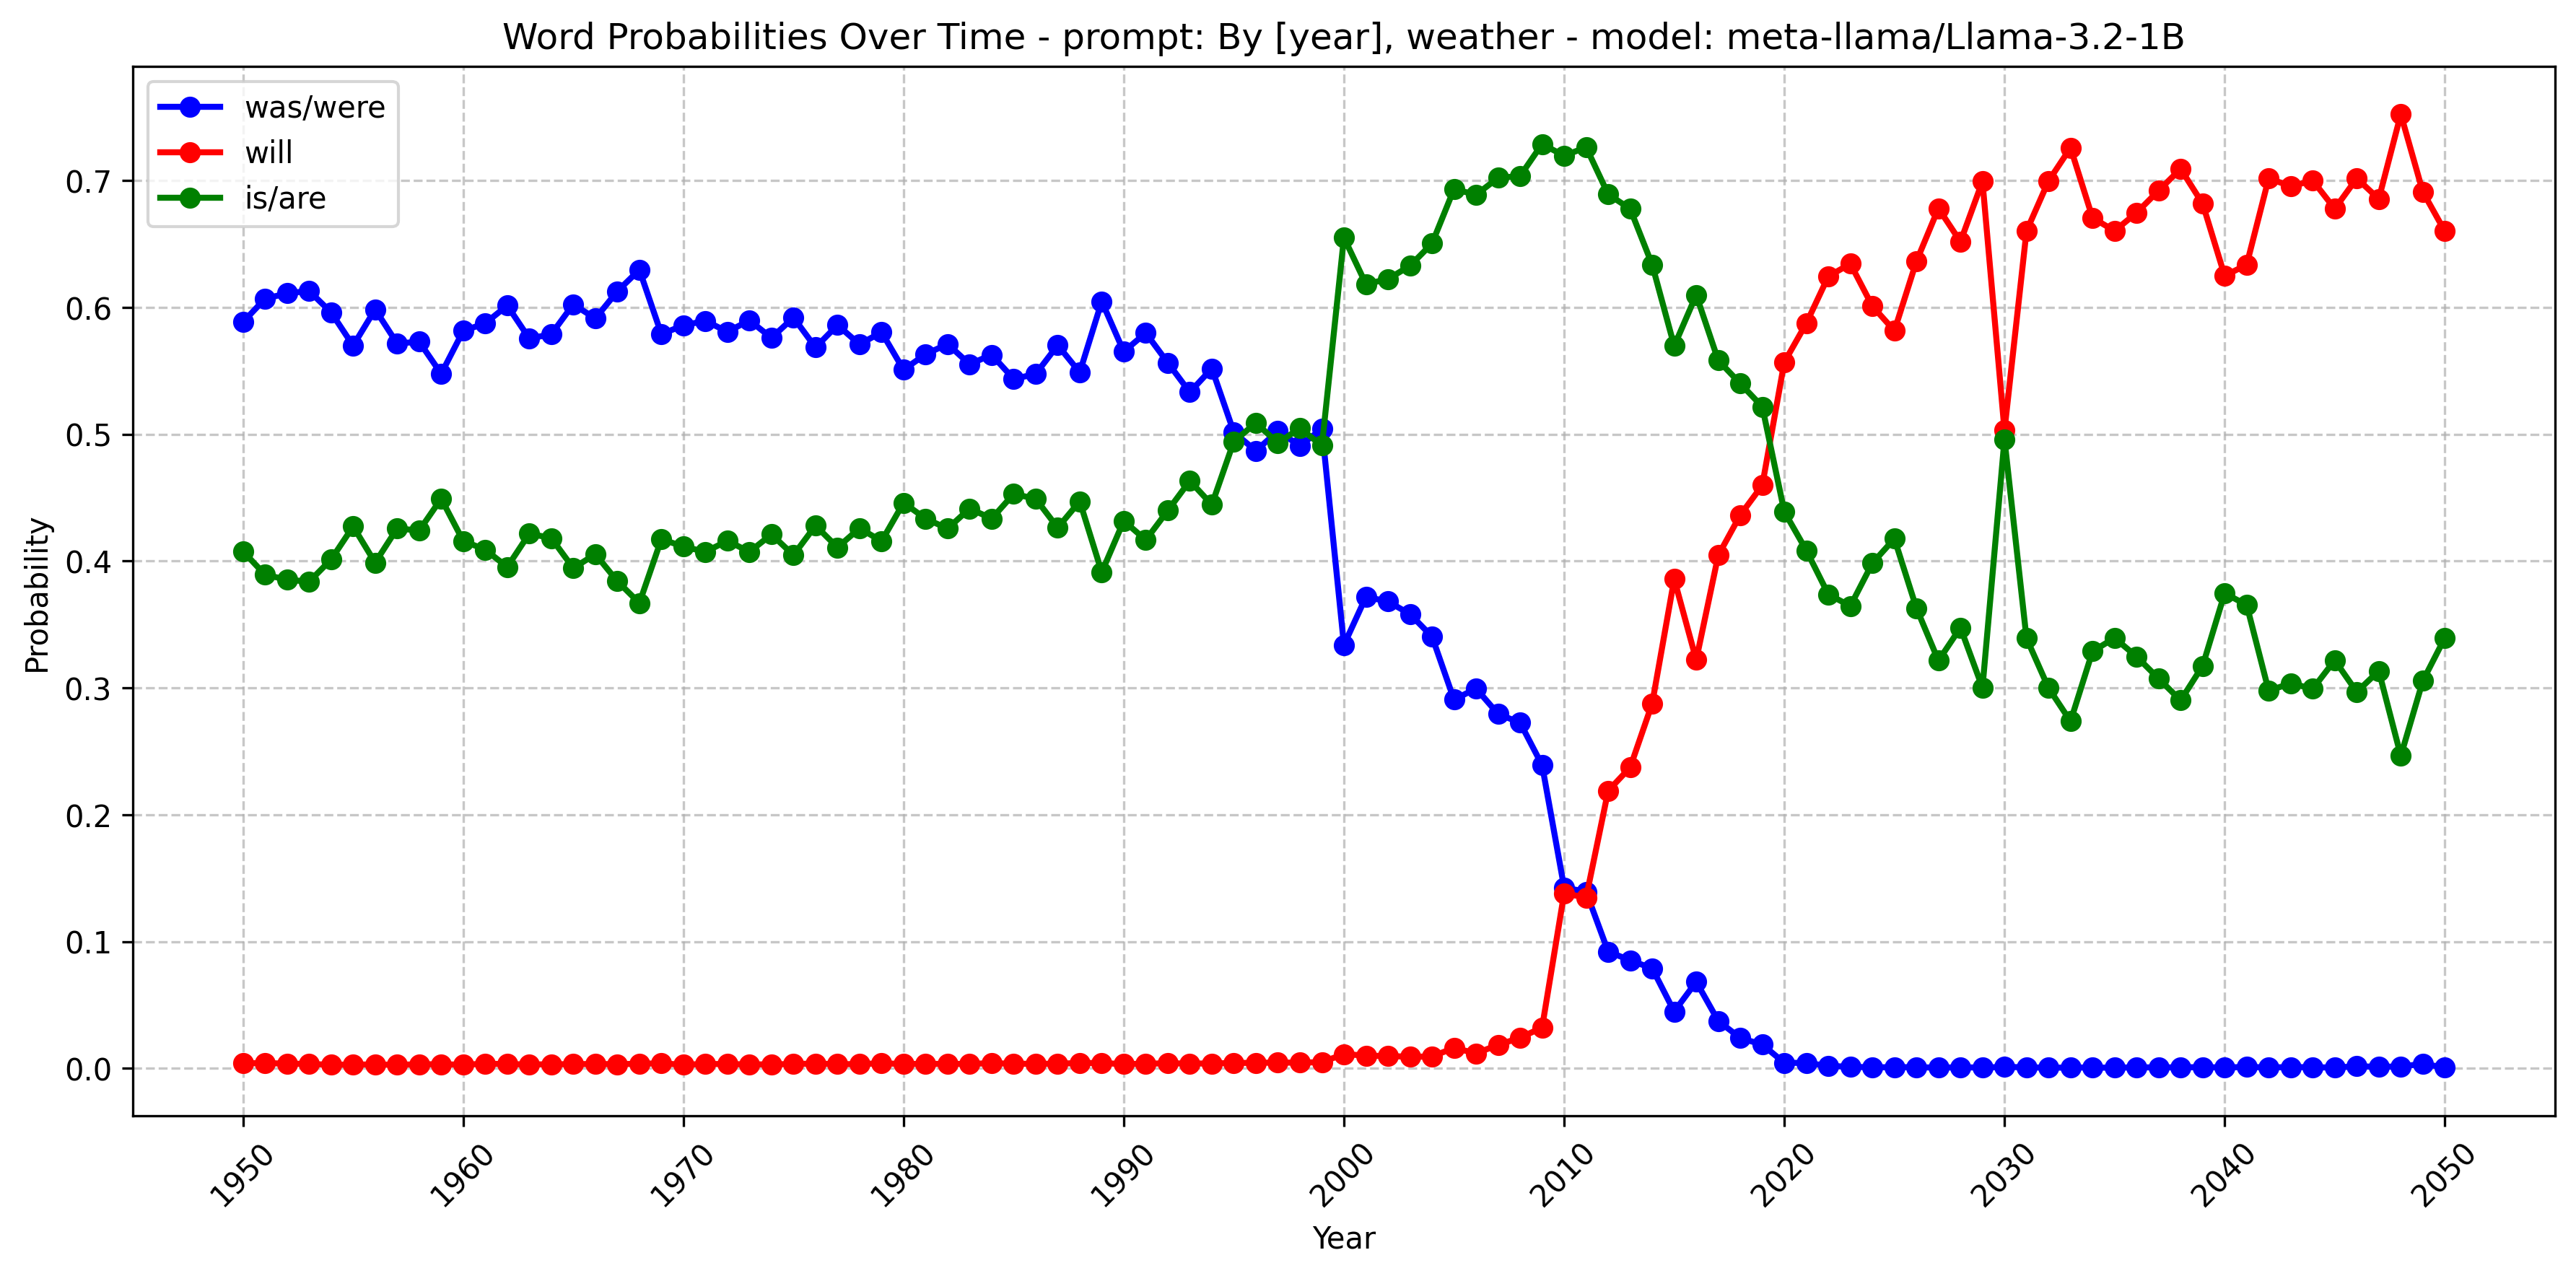 Word Probabilities Over Time - prompt: By [year], weather - model: meta-llama/Llama-3.2-1B
was/were
will
is/are
Probability
0.7
0.6
0.5
0.4
0.3
0.2
0.1
0.0
1950 1960 1970 1980 1990 2000 2010 2020 2030 2040 2050
Year